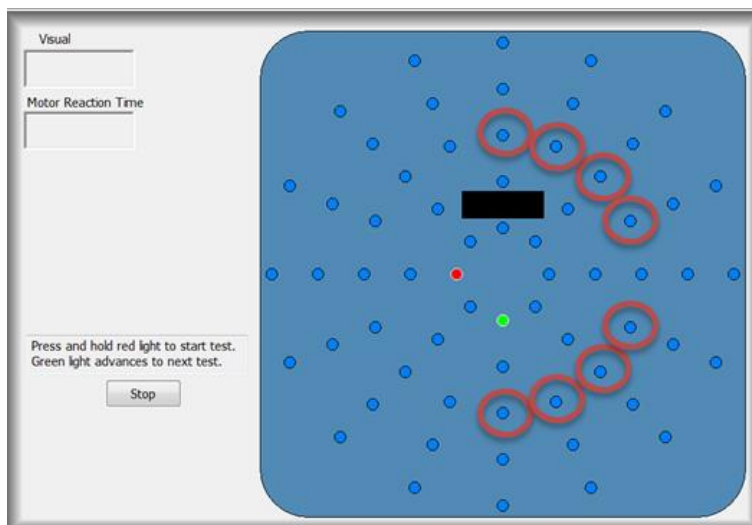 Visual
Motor Reaction Time
Press and hold red light to start test.
Green light advances to next test.
Stop